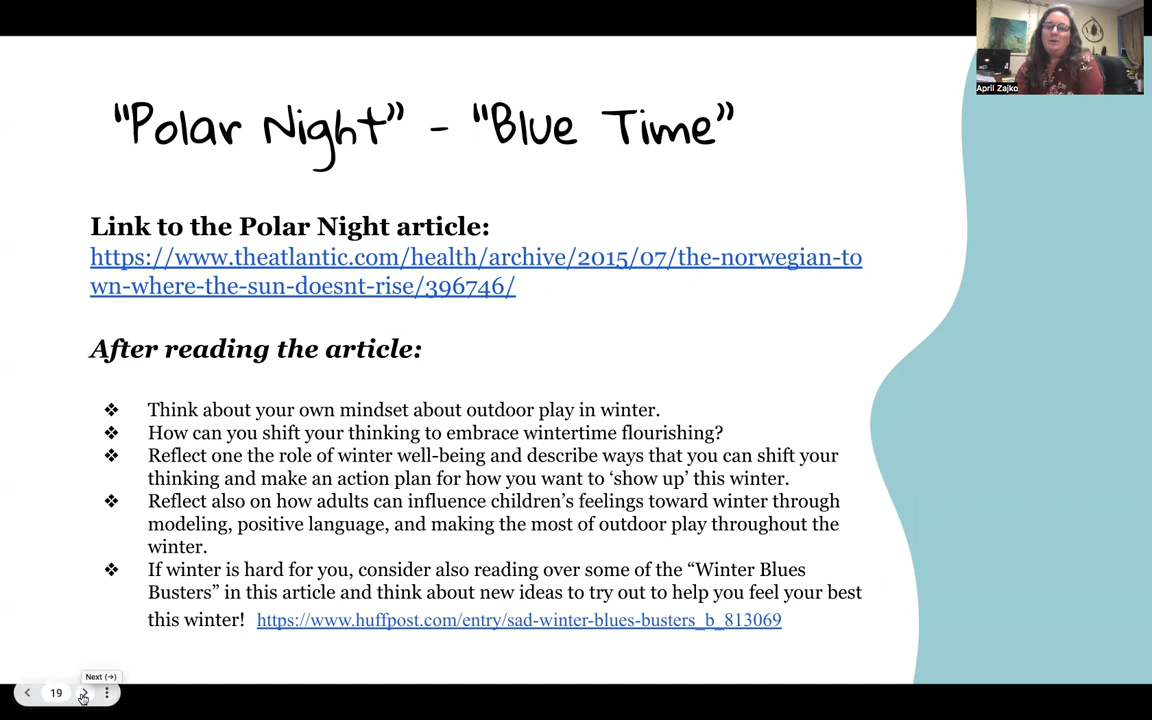 April Zajko
"Polar Night" - "Blue Time"
Link to the Polar Night article:
https://www.theatlantic.com/health/archive/2015/07/the-norwegian-to
wn-where-the-sun-doesnt-rise/396746/
After reading the article:
❖ Think about your own mindset about outdoor play in winter.
❖ How can you shift your thinking to embrace wintertime flourishing?
❖ Reflect one the role of winter well-being and describe ways that you can shift your
thinking and make an action plan for how you want to ‘show up’ this winter.
❖ Reflect also on how adults can influence children’s feelings toward winter through
modeling, positive language, and making the most of outdoor play throughout the
winter.
❖ If winter is hard for you, consider also reading over some of the “Winter Blues
Busters” in this article and think about new ideas to try out to help you feel your best
this winter! https://www.huffpost.com/entry/sad-winter-blues-busters_b_813069
Next (→)
19